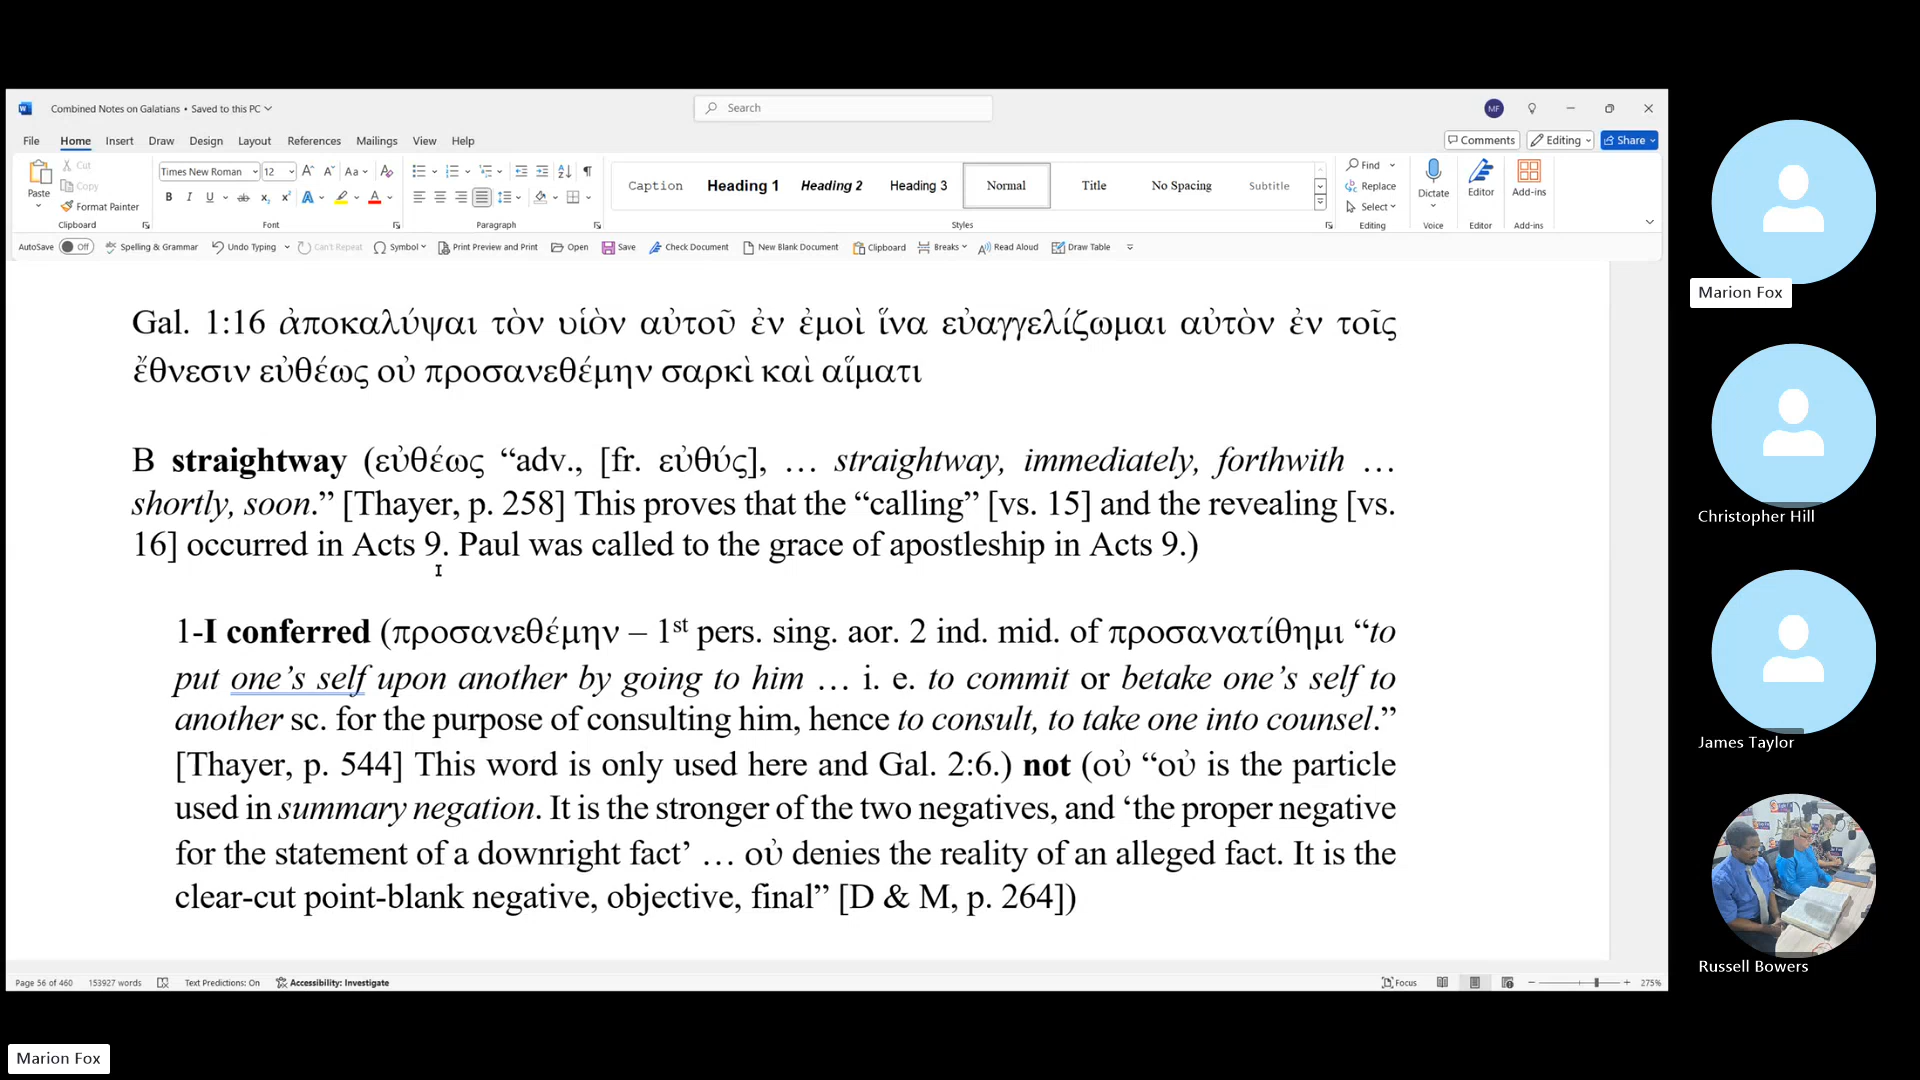 Combined Notes on Galatians • Saved to this PC
Search
MF
File Home Insert Draw Design Layout References Mailings View Help
Comments Editing Share
Paste Cut Copy Format Painter
Times New Roman 12
Caption Heading 1 Heading 2 Heading 3 Normal Title No Spacing Subtitle
Find Replace Select
Dictate Editor Add-ins
Clipboard Font Paragraph Styles Editing Voice Editor Add-ins
AutoSave Off Spelling & Grammar Undo Typing Can't Repeat Symbol Print Preview and Print Open Save Check Document New Blank Document Clipboard Breaks Read Aloud Draw Table
Gal. 1:16 ἀποκαλύψαι τὸν υἱὸν αὐτοῦ ἐν ἐμοὶ ἵνα εὐαγγελίζωμαι αὐτὸν ἐν τοῖς
ἔθνεσιν εὐθέως οὐ προσανεθέμην σαρκὶ καὶ αἵματι
B straightway (εὐθέως “adv., [fr. εὐθύς], … straightway, immediately, forthwith …
shortly, soon.” [Thayer, p. 258] This proves that the “calling” [vs. 15] and the revealing [vs.
16] occurred in Acts 9. Paul was called to the grace of apostleship in Acts 9.)
1-I conferred (προσανεθέμην – 1st pers. sing. aor. 2 ind. mid. of προσανατίθημι “to
put one’s self upon another by going to him … i. e. to commit or betake one’s self to
another sc. for the purpose of consulting him, hence to consult, to take one into counsel.”
[Thayer, p. 544] This word is only used here and Gal. 2:6.) not (οὐ “οὐ is the particle
used in summary negation. It is the stronger of the two negatives, and ‘the proper negative
for the statement of a downright fact’ … οὐ denies the reality of an alleged fact. It is the
clear-cut point-blank negative, objective, final” [D & M, p. 264])
Page 56 of 460 153927 words Text Predictions: On Accessibility: Investigate Focus 275%
Marion Fox
Christopher Hill
James Taylor
Russell Bowers
Marion Fox